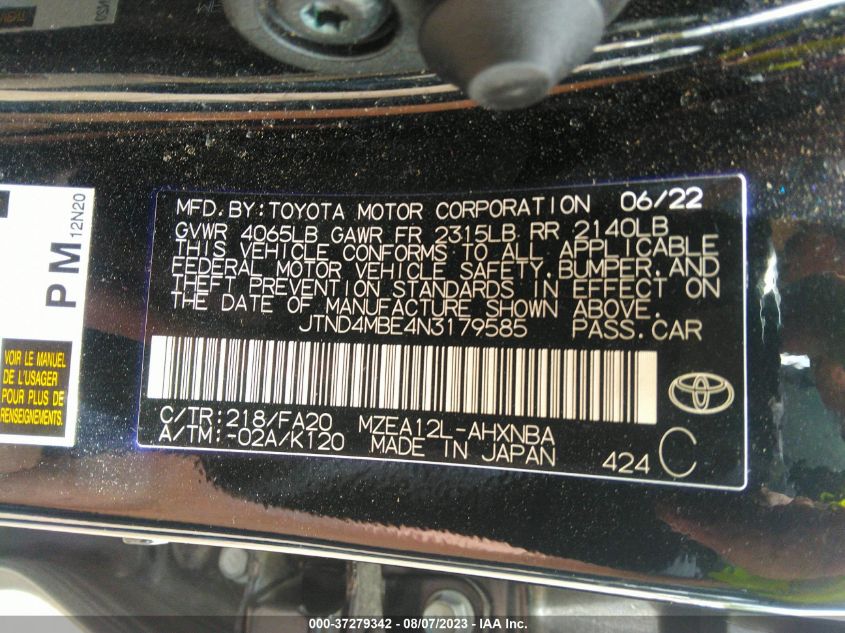 MFD. BY: TOYOTA MOTOR CORPORATION 06/22
GVWR 4065LB GAWR FR 2315LB RR 2140LB
THIS VEHICLE CONFORMS TO ALL APPLICABLE
FEDERAL MOTOR VEHICLE SAFETY, BUMPER, AND
THEFT PREVENTION STANDARDS IN EFFECT ON
THE DATE OF MANUFACTURE SHOWN ABOVE.
JTND4MBE4N3179585 PASS. CAR
C/TR:218/FA20 MZEA12L-AHXNBA
A/TM:-02A/K120 MADE IN JAPAN
424 C
PM
12N20
VOIR LE MANUEL
DE L'USAGER
POUR PLUS DE
RENSEIGNEMENTS.
000-37279342 - 08/07/2023 - IAA Inc.